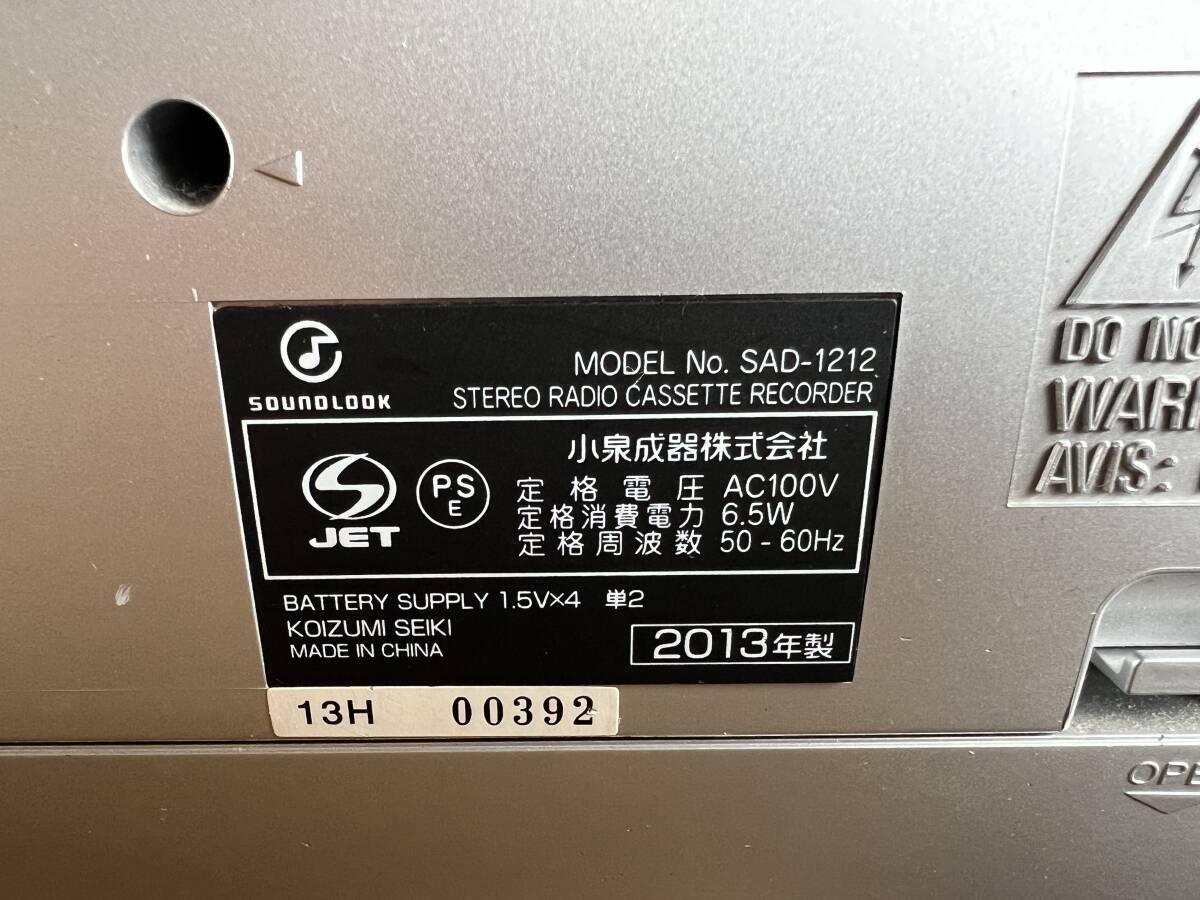 SOUNDLOOK
MODEL No. SAD-1212
STEREO RADIO CASSETTE RECORDER
小泉成器株式会社
JET
PS
E
定格電圧 AC100V
定格消費電力 6.5W
定格周波数 50-60Hz
BATTERY SUPPLY 1.5V×4 単2
KOIZUMI SEIKI
MADE IN CHINA
2013年製
13H 00392
DO
AVIS: